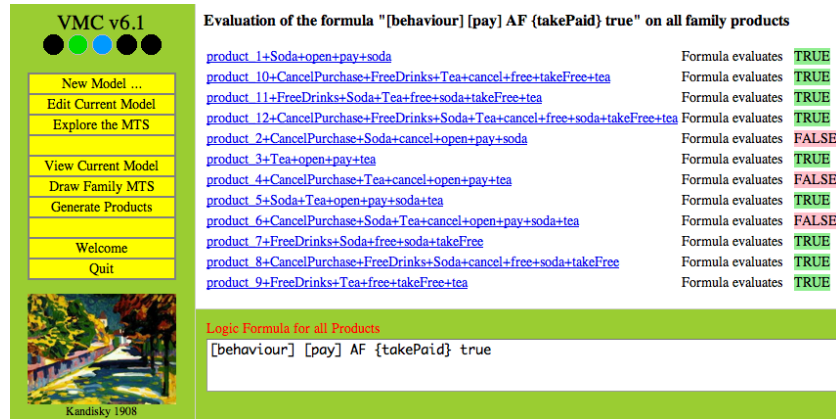 VMC v6.1
New Model ...
Edit Current Model
Explore the MTS
View Current Model
Draw Family MTS
Generate Products
Welcome
Quit
Kandisky 1908
Evaluation of the formula "[behaviour] [pay] AF {takePaid} true" on all family products
product_1+Soda+open+pay+soda Formula evaluates TRUE
product_10+CancelPurchase+FreeDrinks+Tea+cancel+free+takeFree+tea Formula evaluates TRUE
product_11+FreeDrinks+Soda+Tea+free+soda+takeFree+tea Formula evaluates TRUE
product_12+CancelPurchase+FreeDrinks+Soda+Tea+cancel+free+soda+takeFree+tea Formula evaluates TRUE
product_2+CancelPurchase+Soda+cancel+open+pay+soda Formula evaluates FALSE
product_3+Tea+open+pay+tea Formula evaluates TRUE
product_4+CancelPurchase+Tea+cancel+open+pay+tea Formula evaluates FALSE
product_5+Soda+Tea+open+pay+soda+tea Formula evaluates TRUE
product_6+CancelPurchase+Soda+Tea+cancel+open+pay+soda+tea Formula evaluates FALSE
product_7+FreeDrinks+Soda+free+soda+takeFree Formula evaluates TRUE
product_8+CancelPurchase+FreeDrinks+Soda+cancel+free+soda+takeFree Formula evaluates TRUE
product_9+FreeDrinks+Tea+free+takeFree+tea Formula evaluates TRUE
Logic Formula for all Products
[behaviour] [pay] AF {takePaid} true